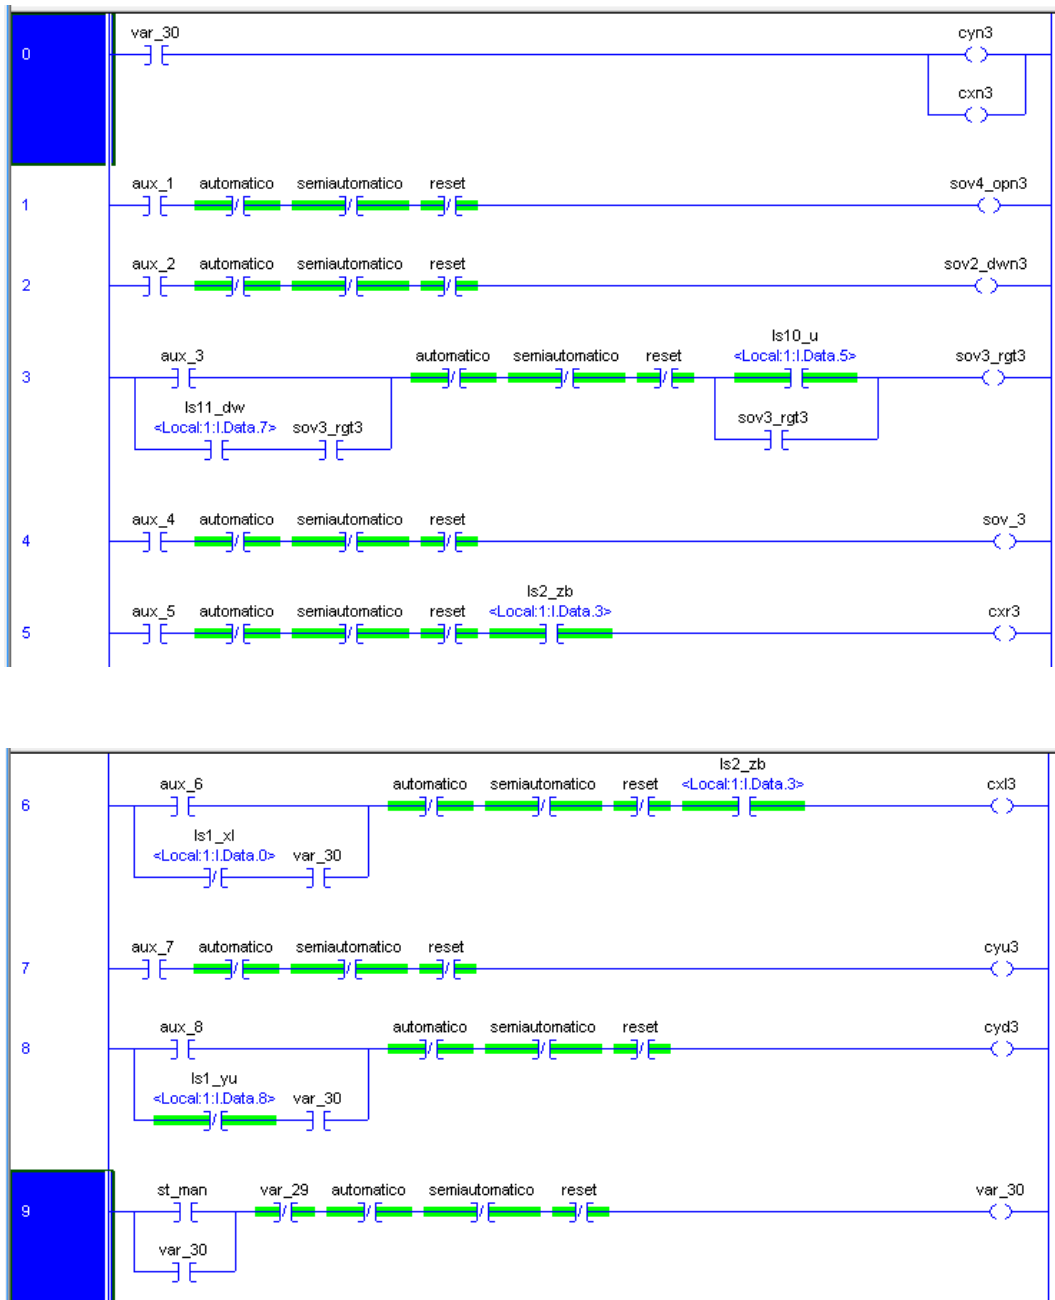 var_30 cyn3
0
cxn3
aux_1 automatico semiautomatico reset sov4_opn3
1
aux_2 automatico semiautomatico reset sov2_dwn3
2
ls10_u
aux_3 automatico semiautomatico reset <Local:1:I.Data.5> sov3_rgt3
3
ls11_dw
<Local:1:I.Data.7> sov3_rgt3 sov3_rgt3
aux_4 automatico semiautomatico reset sov_3
4
ls2_zb
aux_5 automatico semiautomatico reset <Local:1:I.Data.3> cxr3
5
ls2_zb
aux_6 automatico semiautomatico reset <Local:1:I.Data.3> cxl3
6
ls1_xl
<Local:1:I.Data.0> var_30
aux_7 automatico semiautomatico reset cyu3
7
aux_8 automatico semiautomatico reset cyd3
8
ls1_yu
<Local:1:I.Data.8> var_30
st_man var_29 automatico semiautomatico reset var_30
9
var_30